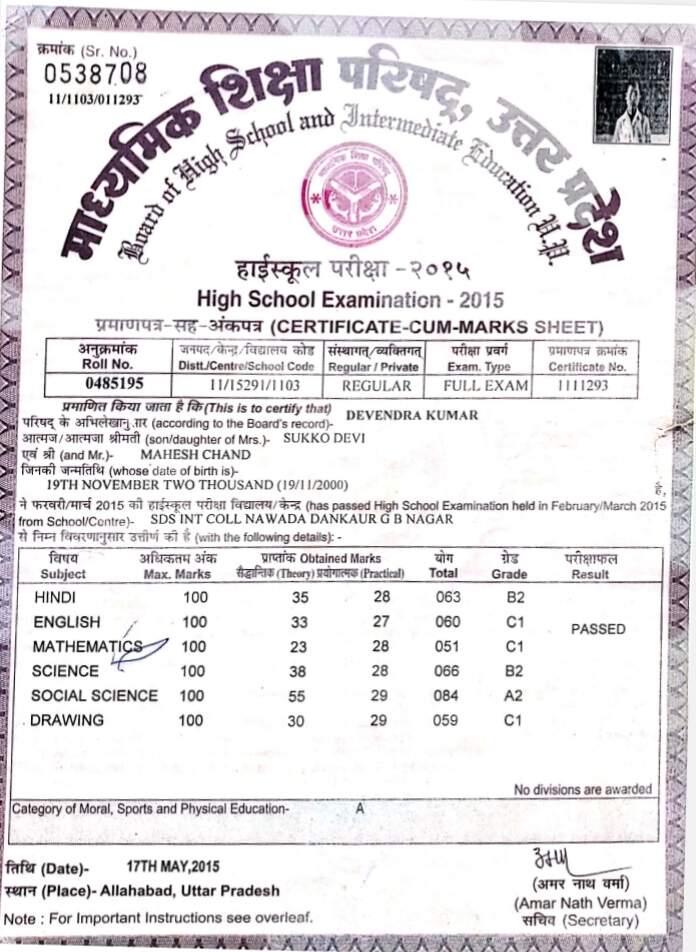 क्रमांक (Sr. No.)
0538708
11/1103/011293
माध्यमिक शिक्षा परिषद्, उत्तर प्रदेश
Board of High School and Intermediate Education U.P.
माध्यमिक शिक्षा परिषद
उत्तर प्रदेश
हाईस्कूल परीक्षा - २०१५
High School Examination - 2015
प्रमाणपत्र-सह-अंकपत्र (CERTIFICATE-CUM-MARKS SHEET)
अनुक्रमांक जनपद/केन्द्र/विद्यालय कोड संस्थागत/व्यक्तिगत परीक्षा प्रवर्ग प्रमाणपत्र क्रमांक
Roll No. Distt./Centre/School Code Regular / Private Exam. Type Certificate No.
0485195 11/15291/1103 REGULAR FULL EXAM 1111293
प्रमाणित किया जाता है कि (This is to certify that) DEVENDRA KUMAR
परिषद् के अभिलेखानु सार (according to the Board's record)-
आत्मज/आत्मजा श्रीमती (son/daughter of Mrs.)- SUKKO DEVI
एवं श्री (and Mr.)- MAHESH CHAND
जिनकी जन्मतिथि (whose date of birth is)-
19TH NOVEMBER TWO THOUSAND (19/11/2000) है,
ने फरवरी/मार्च 2015 की हाईस्कूल परीक्षा विद्यालय/केन्द्र (has passed High School Examination held in February/March 2015
from School/Centre)- SDS INT COLL NAWADA DANKAUR G B NAGAR
से निम्न विवरणानुसार उत्तीर्ण की है (with the following details): -
विषय अधिकतम अंक प्राप्तांक Obtained Marks योग ग्रेड परीक्षाफल
Subject Max. Marks सैद्धान्तिक (Theory) प्रयोगात्मक (Practical) Total Grade Result
HINDI 100 35 28 063 B2
ENGLISH 100 33 27 060 C1
PASSED
MATHEMATICS 100 23 28 051 C1
SCIENCE 100 38 28 066 B2
SOCIAL SCIENCE 100 55 29 084 A2
DRAWING 100 30 29 059 C1
No divisions are awarded
Category of Moral, Sports and Physical Education- A
तिथि (Date)- 17TH MAY,2015
स्थान (Place)- Allahabad, Uttar Pradesh
Note : For Important Instructions see overleaf.
(अमर नाथ वर्मा)
(Amar Nath Verma)
सचिव (Secretary)